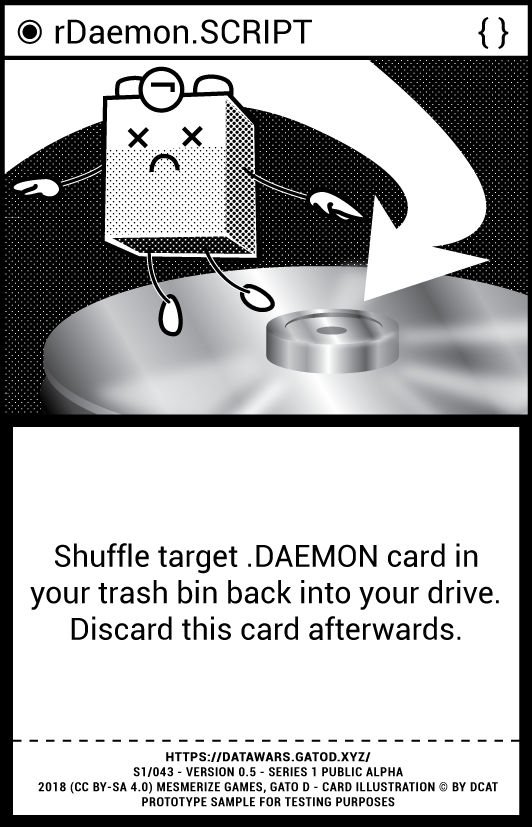 rDaemon.SCRIPT { }
Shuffle target .DAEMON card in
your trash bin back into your drive.
Discard this card afterwards.
HTTPS://DATAWARS.GATOD.XYZ/
S1/043 - VERSION 0.5 - SERIES 1 PUBLIC ALPHA
2018 (CC BY-SA 4.0) MESMERIZE GAMES, GATO D - CARD ILLUSTRATION © BY DCAT
PROTOTYPE SAMPLE FOR TESTING PURPOSES